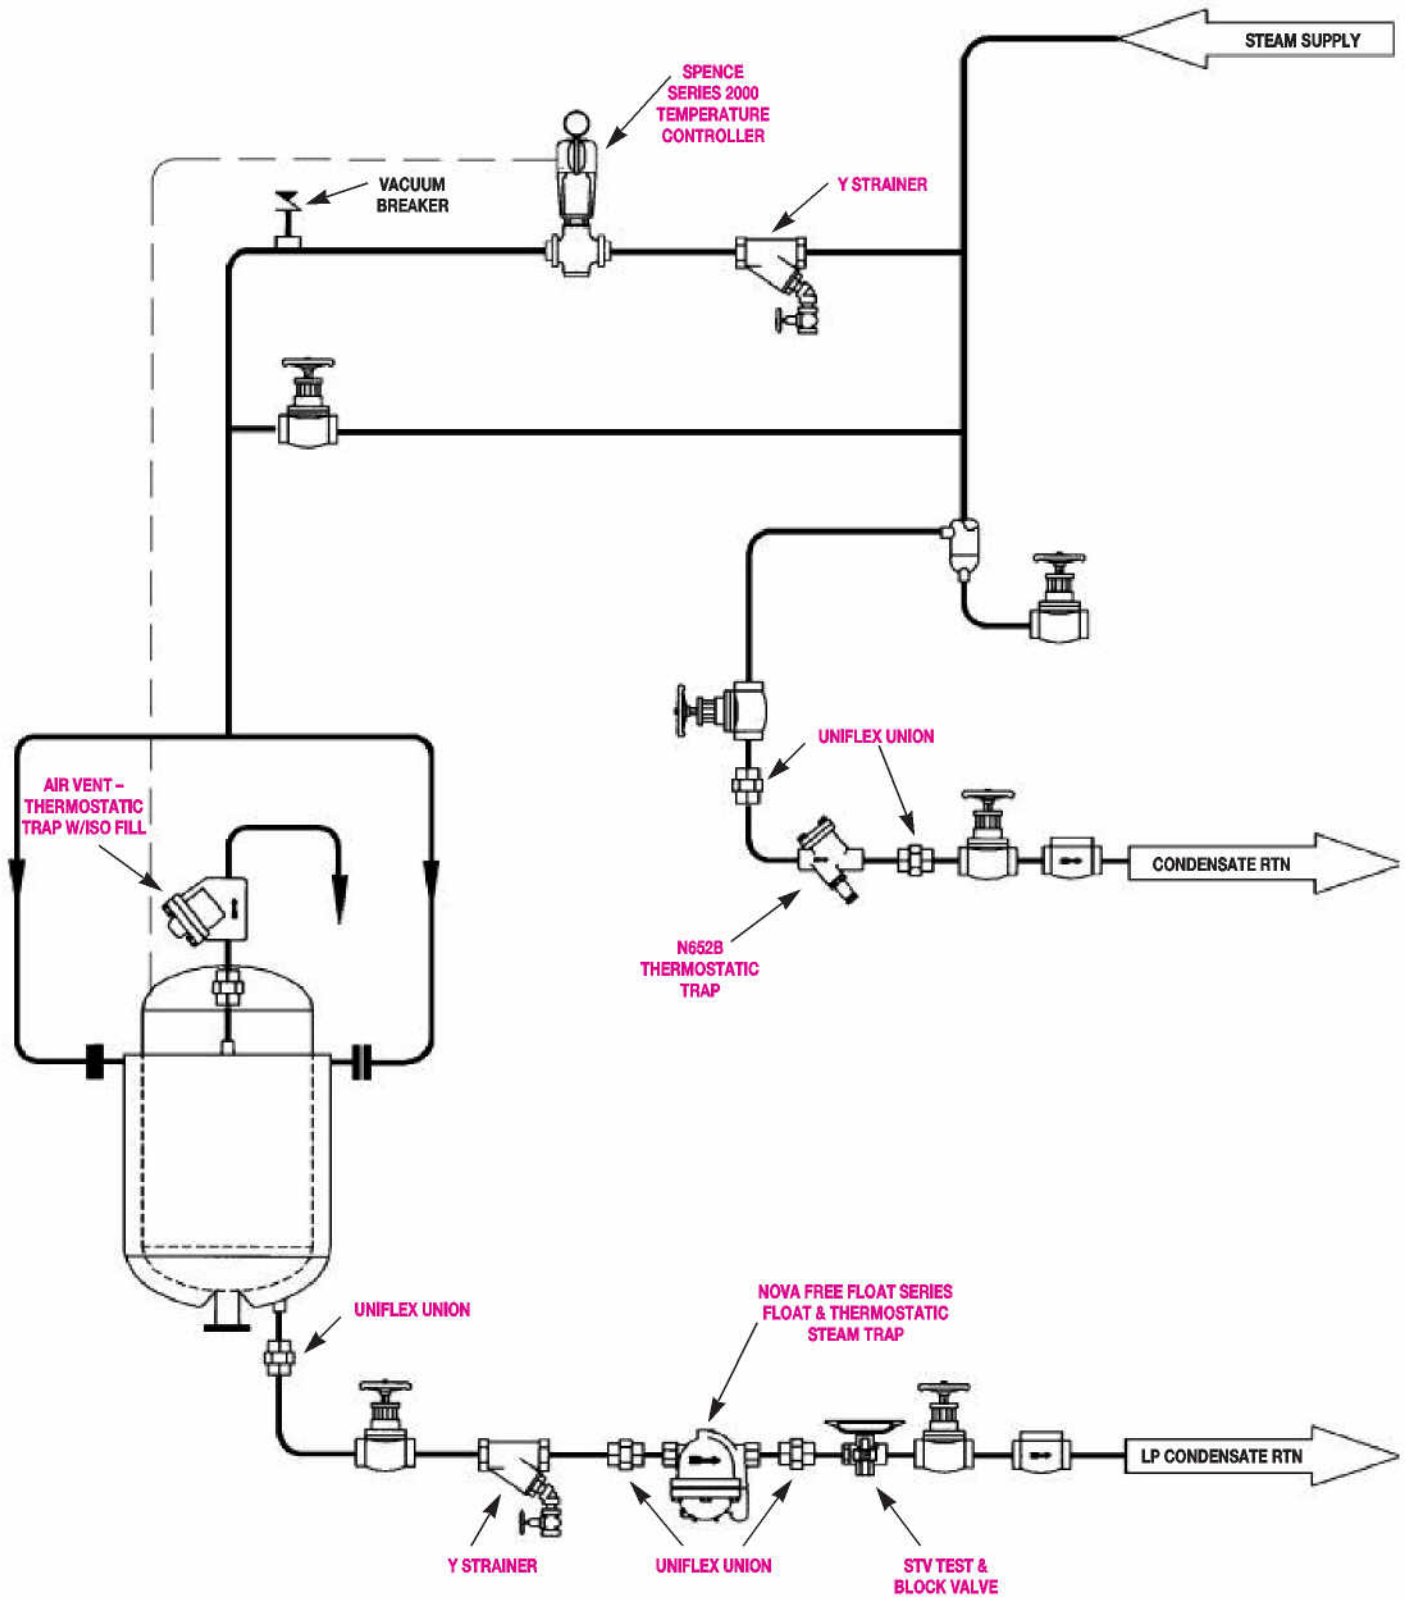 STEAM SUPPLY
SPENCE
SERIES 2000
TEMPERATURE
CONTROLLER
VACUUM
BREAKER
Y STRAINER
UNIFLEX UNION
AIR VENT –
THERMOSTATIC
TRAP W/ISO FILL
CONDENSATE RTN
N652B
THERMOSTATIC
TRAP
UNIFLEX UNION
NOVA FREE FLOAT SERIES
FLOAT & THERMOSTATIC
STEAM TRAP
LP CONDENSATE RTN
Y STRAINER
UNIFLEX UNION
STV TEST &
BLOCK VALVE